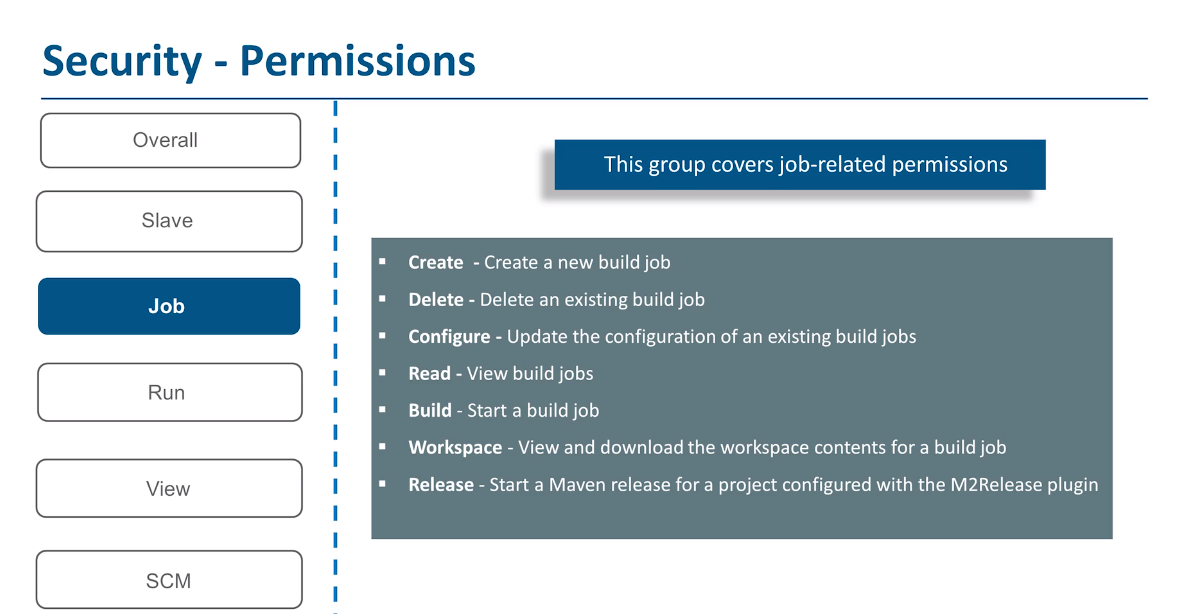 Security - Permissions
Overall
Slave
Job
Run
View
SCM
This group covers job-related permissions
▪ Create - Create a new build job
▪ Delete - Delete an existing build job
▪ Configure - Update the configuration of an existing build jobs
▪ Read - View build jobs
▪ Build - Start a build job
▪ Workspace - View and download the workspace contents for a build job
▪ Release - Start a Maven release for a project configured with the M2Release plugin